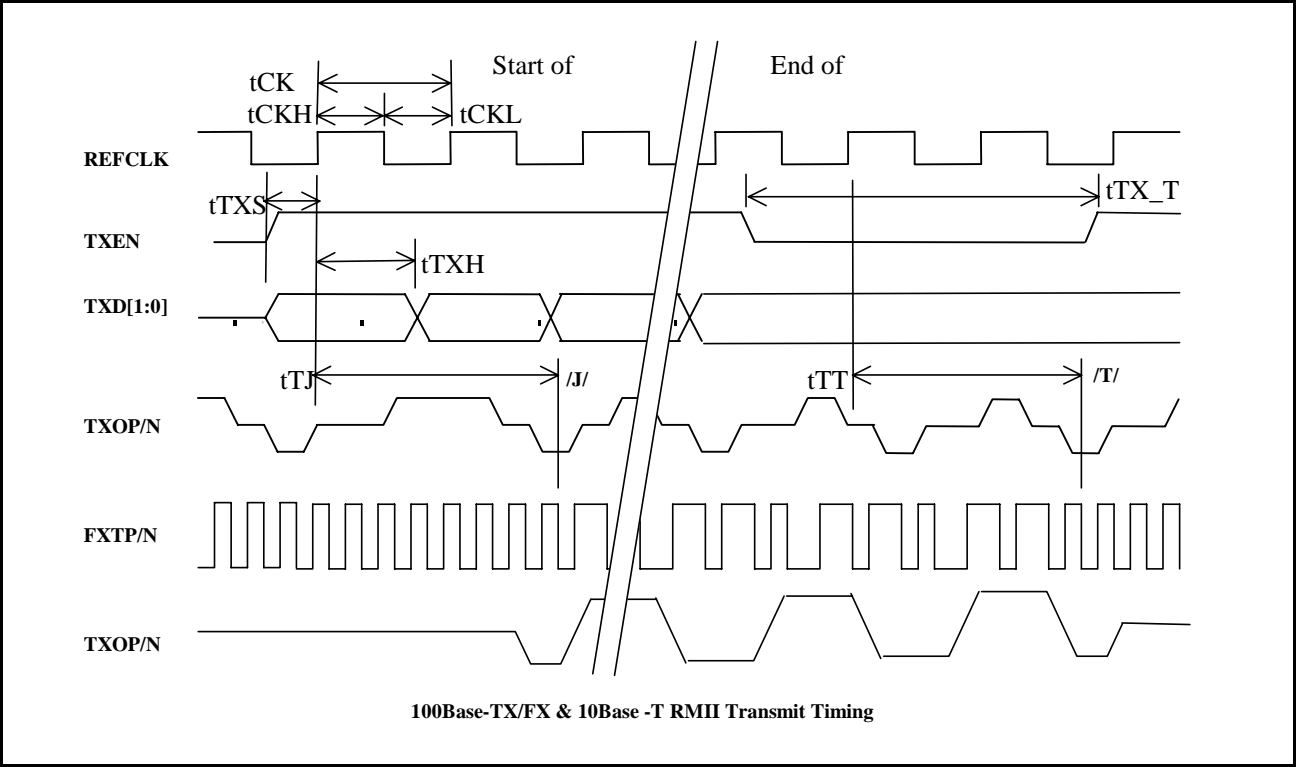 Start of
End of
tCK
tCKH
tCKL
REFCLK
tTXS
tTX_T
TXEN
tTXH
TXD[1:0]
tTJ
/J/
tTT
/T/
TXOP/N
FXTP/N
TXOP/N
100Base-TX/FX & 10Base -T RMII Transmit Timing